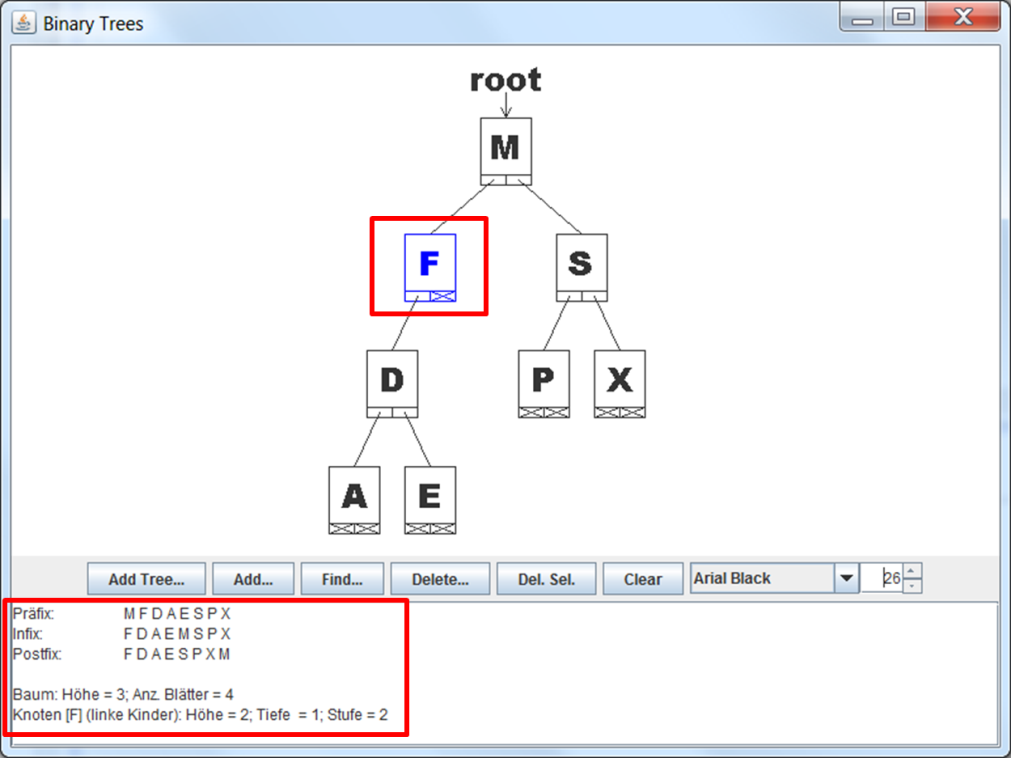 Binary Trees
root
M
F S
D P X
A E
Add Tree... Add... Find... Delete... Del. Sel. Clear Arial Black 26
Präfix: M F D A E S P X
Infix: F D A E M S P X
Postfix: F D A E S P X M
Baum: Höhe = 3; Anz. Blätter = 4
Knoten [F] (linke Kinder): Höhe = 2; Tiefe = 1; Stufe = 2